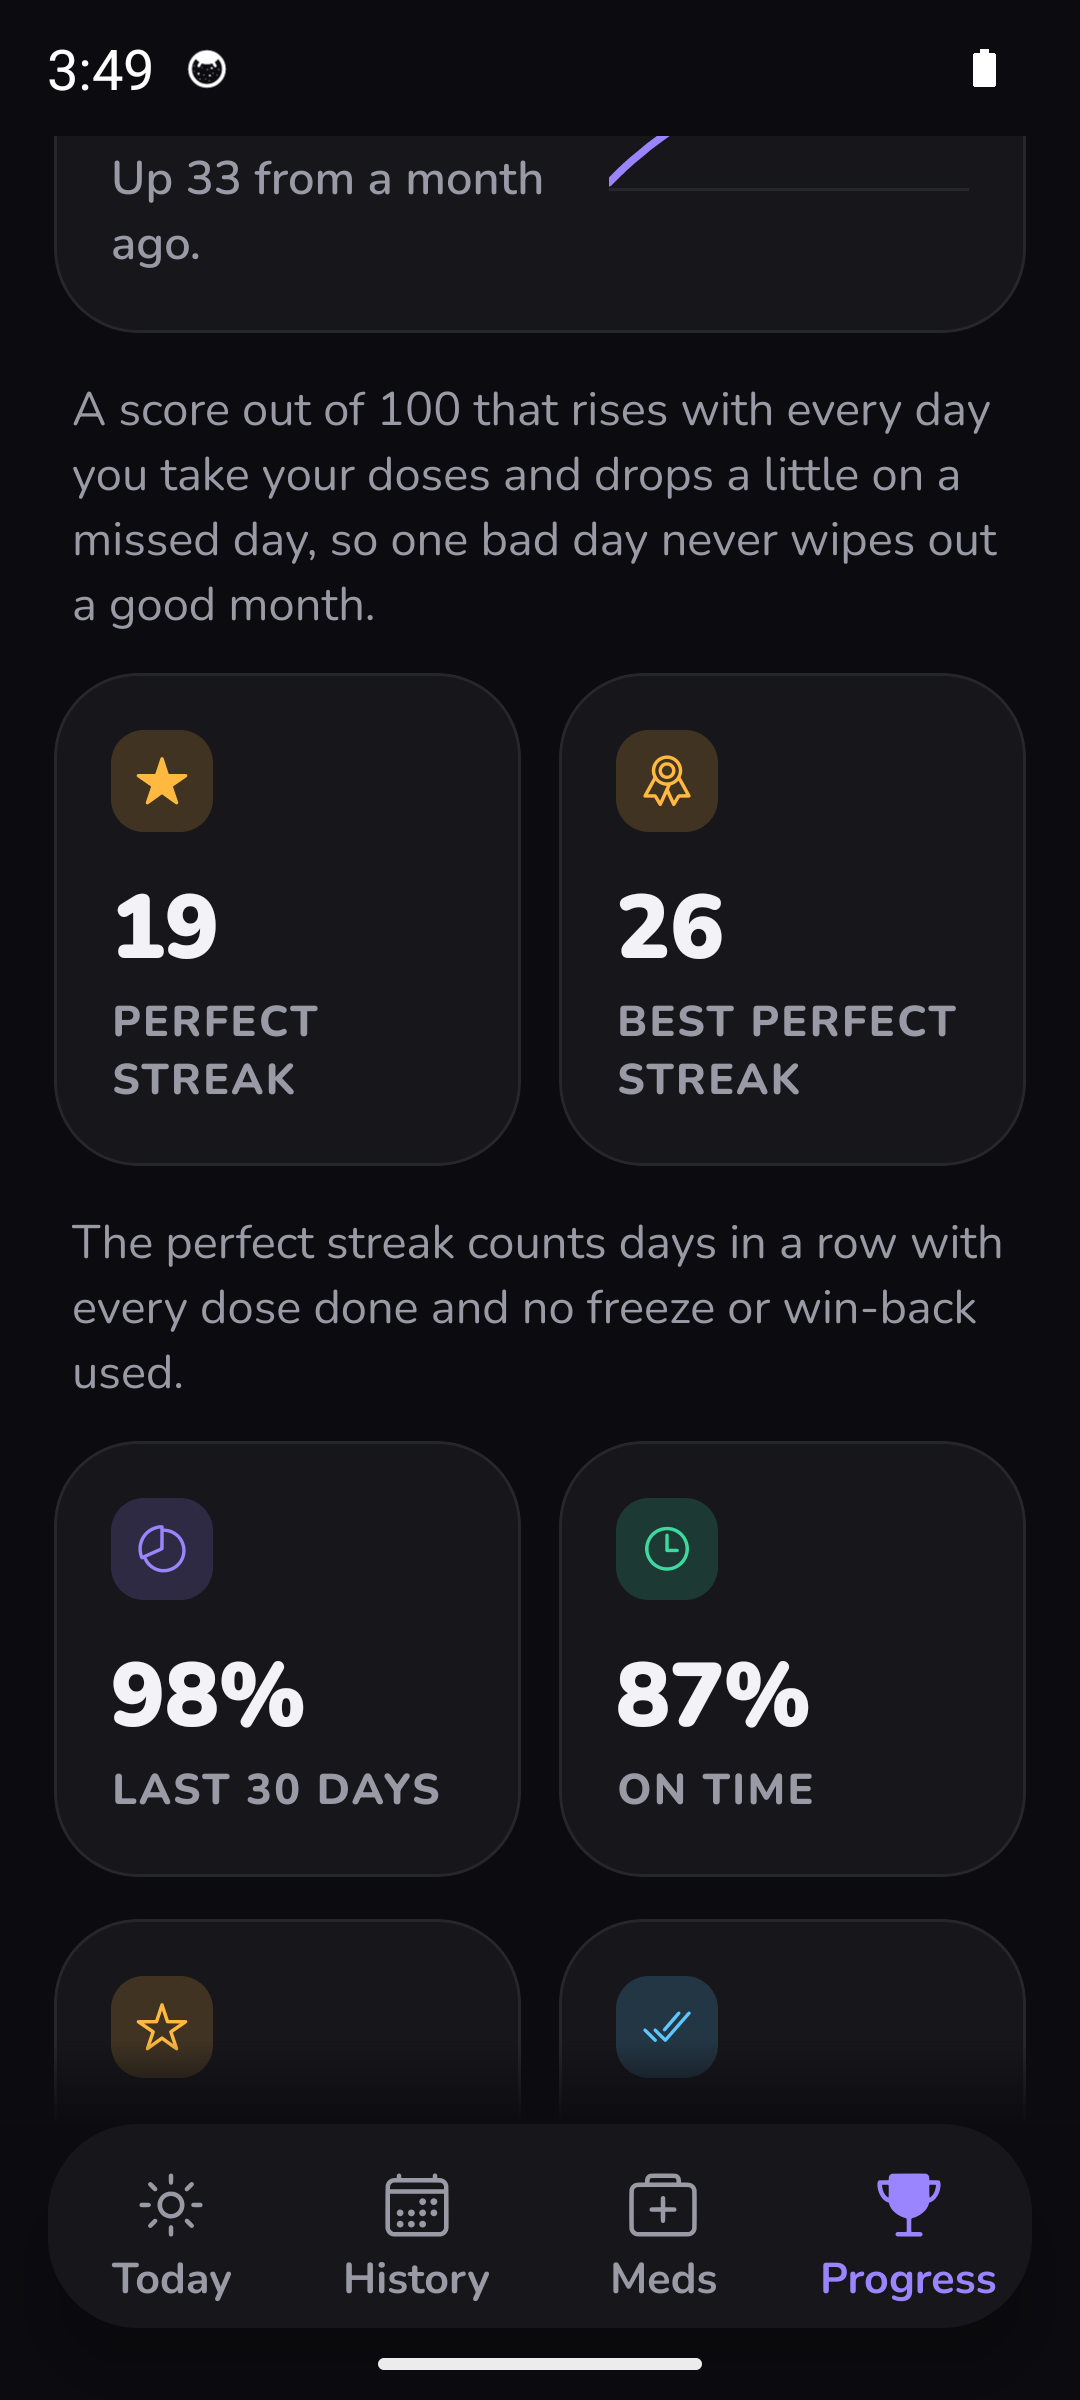 3:49
Up 33 from a month
ago.
A score out of 100 that rises with every day
you take your doses and drops a little on a
missed day, so one bad day never wipes out
a good month.
19
PERFECT
STREAK
26
BEST PERFECT
STREAK
The perfect streak counts days in a row with
every dose done and no freeze or win-back
used.
98%
LAST 30 DAYS
87%
ON TIME
Today
History
Meds
Progress